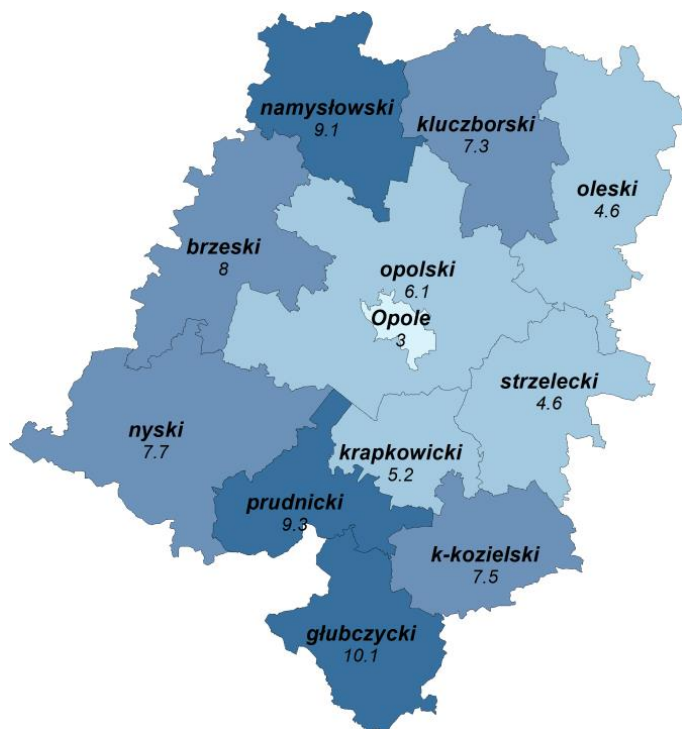 namysłowski
9.1
kluczborski
7.3
oleski
4.6
brzeski
8
opolski
6.1
Opole
3
strzelecki
4.6
nyski
7.7
krapkowicki
5.2
prudnicki
9.3
k-kozielski
7.5
głubczycki
10.1